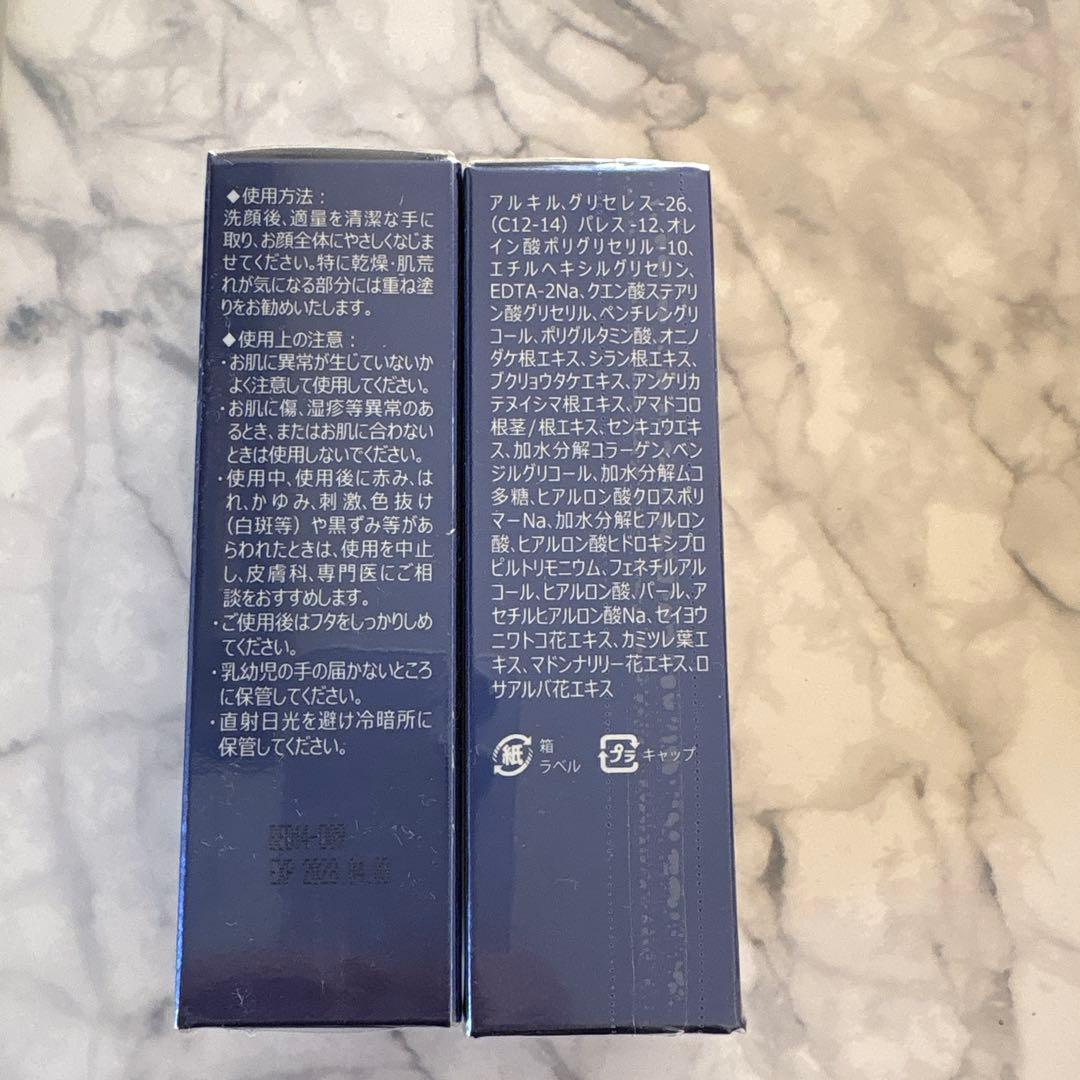 ◆使用方法：
洗顔後、適量を清潔な手に
取り、お顔全体にやさしくなじま
せてください。特に乾燥・肌荒
れが気になる部分には重ね塗
りをお勧めいたします。
◆使用上の注意：
・お肌に異常が生じていないか
よく注意して使用してください。
・お肌に傷、湿疹等異常のあ
るとき、またはお肌に合わない
ときは使用しないでください。
・使用中、使用後に赤み、は
れ、かゆみ、刺激、色抜け
（白斑等）や黒ずみ等があ
らわれたときは、使用を中止
し、皮膚科、専門医にご相
談をおすすめします。
・ご使用後はフタをしっかりしめ
てください。
・乳幼児の手の届かないところ
に保管してください。
・直射日光を避け冷暗所に
保管してください。
EXP
アルキル、グリセレス-26、
(C12-14) パレス-12、オレ
イン酸ポリグリセリル-10、
エチルヘキシルグリセリン、
EDTA-2Na、クエン酸ステアリ
ン酸グリセリル、ペンチレングリ
コール、ポリグルタミン酸、オニノ
ダケ根エキス、シラン根エキス、
ブクリョウタケエキス、アンゲリカ
テヌイシマ根エキス、アマドコロ
根茎/根エキス、センキュウエキ
ス、加水分解コラーゲン、ベン
ジルグリコール、加水分解ムコ
多糖、ヒアルロン酸クロスポリ
マーNa、加水分解ヒアルロン
酸、ヒアルロン酸ヒドロキシプロ
ピルトリモニウム、フェネチルアル
コール、ヒアルロン酸、パール、ア
セチルヒアルロン酸Na、セイヨウ
ニワトコ花エキス、カミツレ葉エ
キス、マドンナリリー花エキス、ロ
サアルバ花エキス
紙 箱 プラ キャップ
ラベル